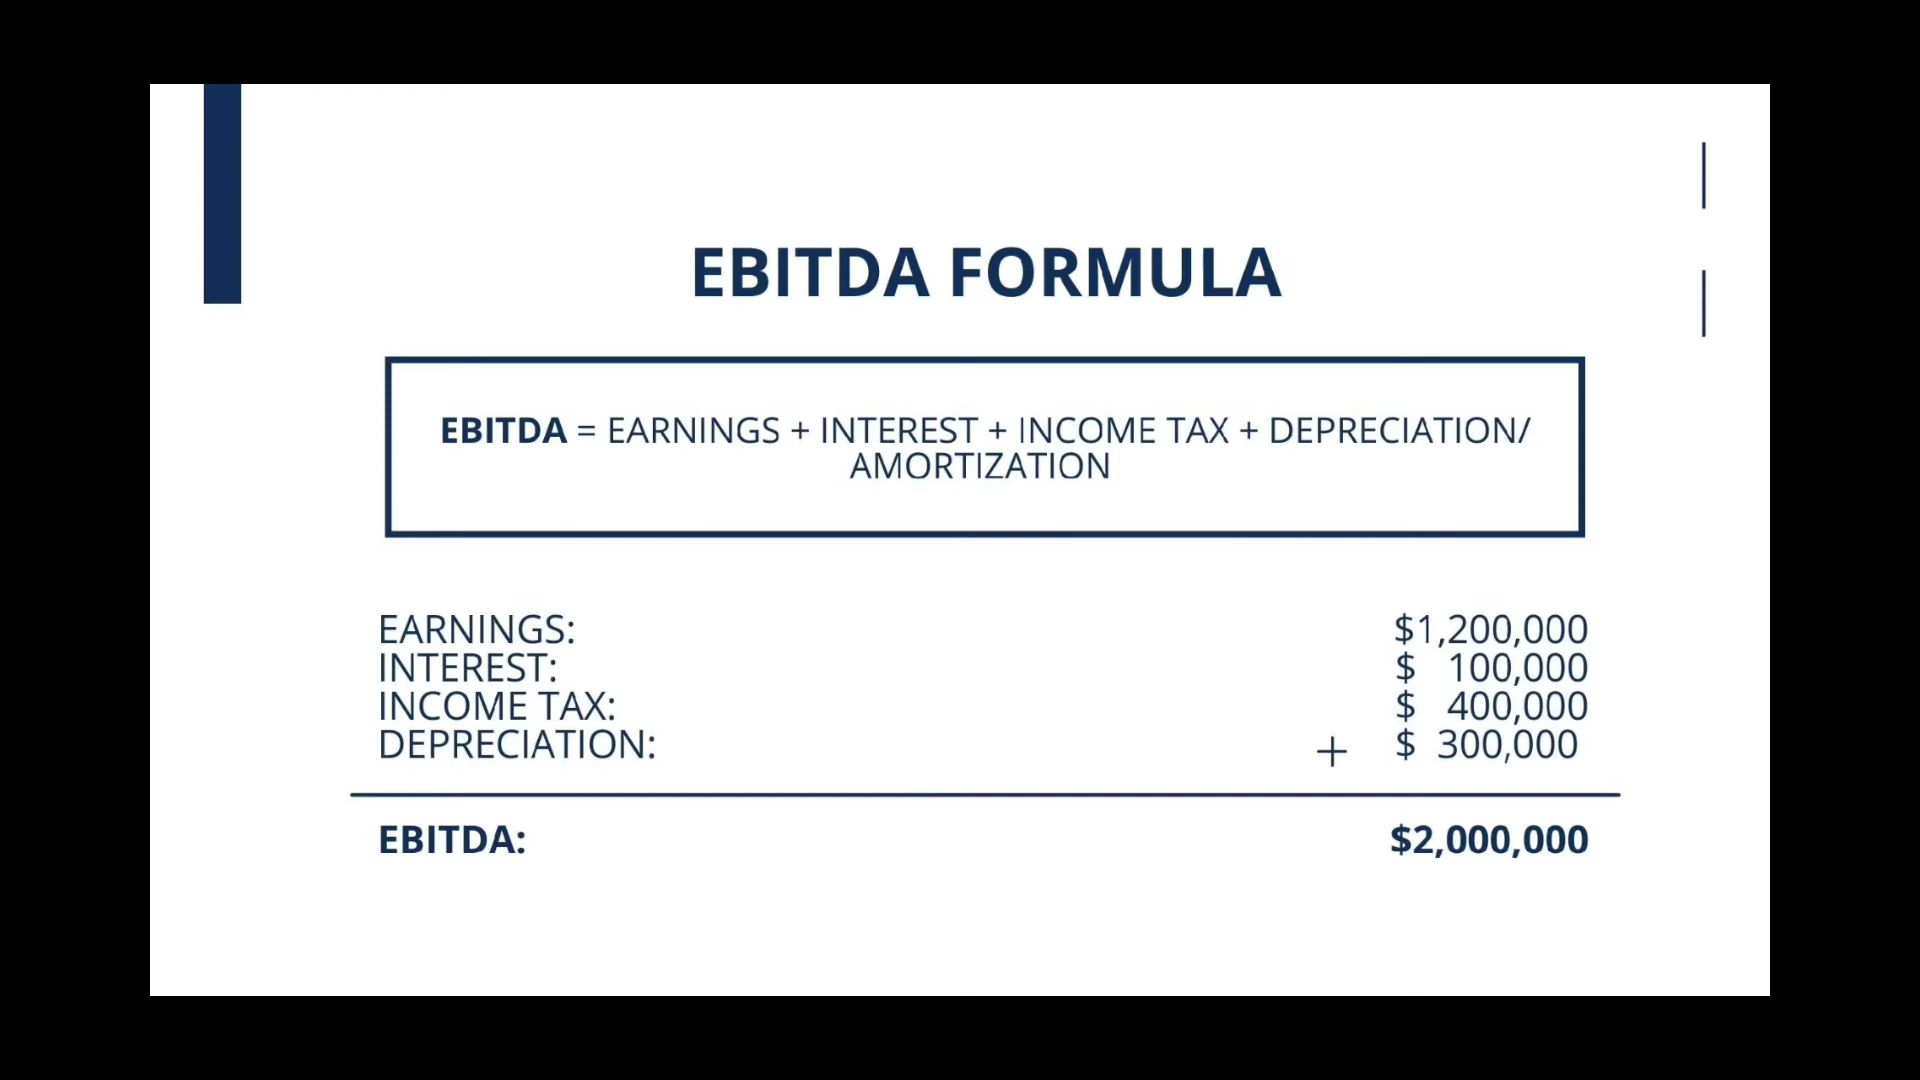 EBITDA FORMULA
EBITDA = EARNINGS + INTEREST + INCOME TAX + DEPRECIATION/
AMORTIZATION
EARNINGS: $1,200,000
INTEREST: $ 100,000
INCOME TAX: $ 400,000
DEPRECIATION: + $ 300,000
EBITDA: $2,000,000